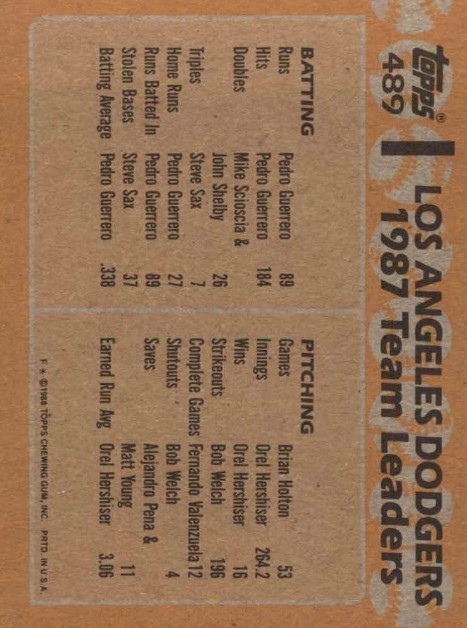 topps®
489
LOS ANGELES DODGERS
1987 Team Leaders
BATTING
Runs Pedro Guerrero 89
Hits Pedro Guerrero 184
Doubles Mike Scioscia &
John Shelby 26
Triples Steve Sax 7
Home Runs Pedro Guerrero 27
Runs Batted In Pedro Guerrero 89
Stolen Bases Steve Sax 37
Batting Average Pedro Guerrero .338
PITCHING
Games Brian Holton 53
Innings Orel Hershiser 264.2
Wins Orel Hershiser 16
Strikeouts Bob Welch 196
Complete Games Fernando Valenzuela 12
Shutouts Bob Welch 4
Saves Alejandro Pena &
Matt Young 11
Earned Run Avg Orel Hershiser 3.06
F * © 1988 TOPPS CHEWING GUM, INC. PRTD. IN U.S.A.